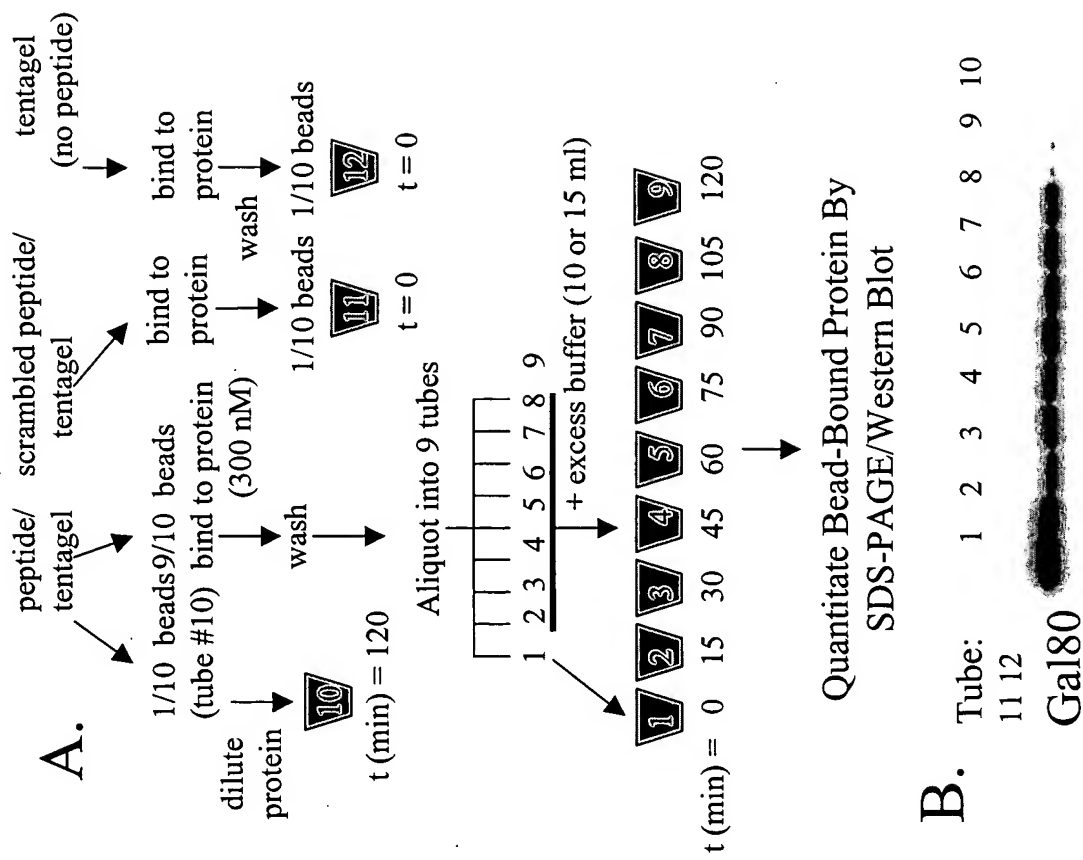 A.
peptide/
tentagel
scrambled peptide/
tentagel
tentagel
(no peptide)
1/10 beads
(tube #10)
9/10 beads
bind to protein
(300 nM)
bind to
protein
bind to
protein
dilute
protein
wash
wash
1/10 beads
1/10 beads
10
11
12
t (min) = 120
t = 0
t = 0
Aliquot into 9 tubes
1 2 3 4 5 6 7 8 9
+ excess buffer (10 or 15 ml)
1 2 3 4 5 6 7 8 9
t (min) = 0 15 30 45 60 75 90 105 120
Quantitate Bead-Bound Protein By
SDS-PAGE/Western Blot
B.
Tube: 1 2 3 4 5 6 7 8 9 10
11 12
Gal80